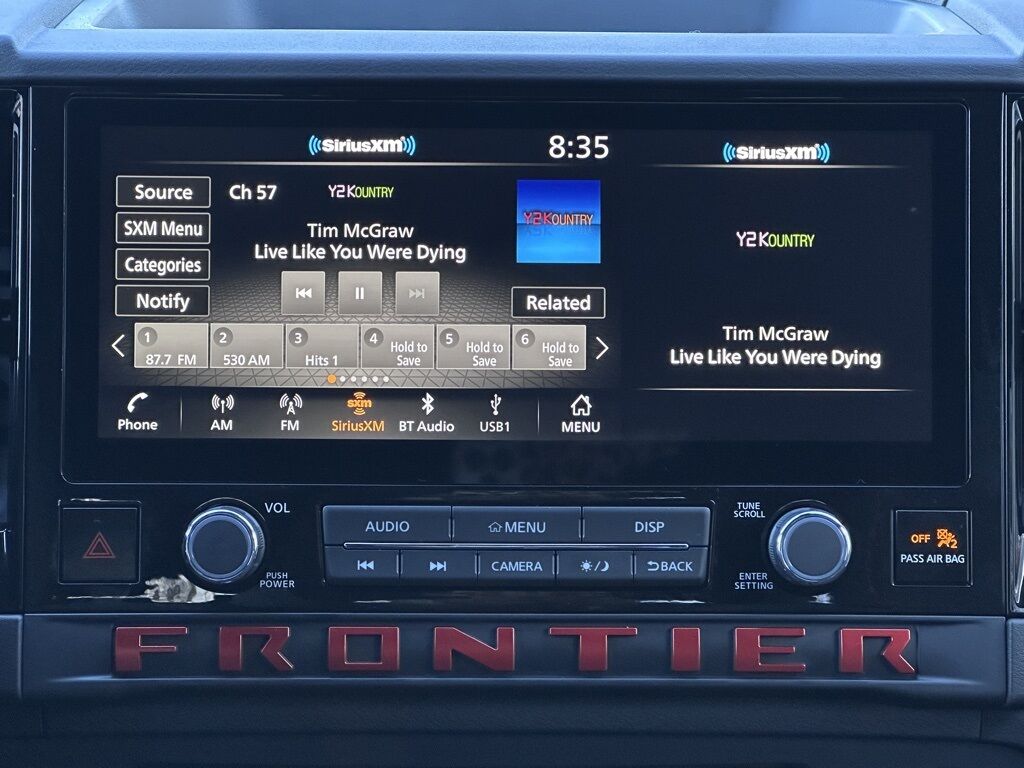 SiriusXM
8:35
SiriusXM
Source
Ch 57
Y2KOUNTRY
Y2KOUNTRY
SXM Menu
Tim McGraw
Live Like You Were Dying
Categories
Notify
Related
1
87.7 FM
2
530 AM
3
Hits 1
4
Hold to
Save
5
Hold to
Save
6
Hold to
Save
Phone
AM
FM
sxm
SiriusXM
BT Audio
USB1
MENU
Y2KOUNTRY
Tim McGraw
Live Like You Were Dying
VOL
PUSH
POWER
AUDIO
MENU
DISP
CAMERA
BACK
TUNE
SCROLL
ENTER
SETTING
OFF 2
PASS AIR BAG
FRONTIER